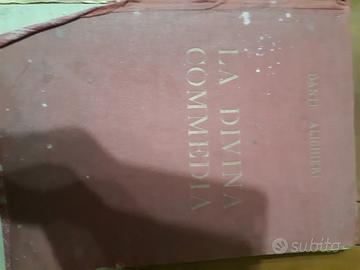 DANTE ALIGHIERI
LA DIVINA
COMMEDIA
subito